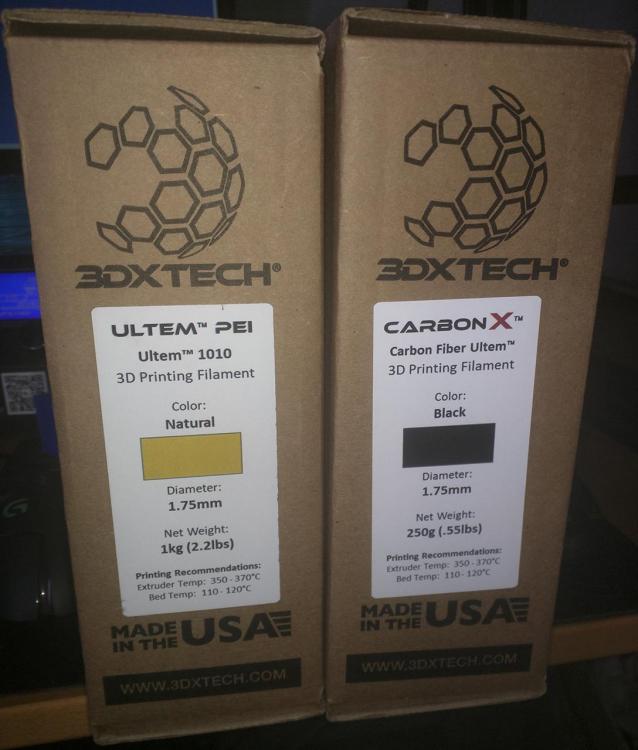 3DXTECH®
ULTEM™ PEI
Ultem™ 1010
3D Printing Filament
Color:
Natural
Diameter:
1.75mm
Net Weight:
1kg (2.2lbs)
Printing Recommendations:
Extruder Temp: 350 - 370°C
Bed Temp: 110 - 120°C
MADE
IN THE USA
WWW.3DXTECH.COM
3DXTECH®
CARBONX™
Carbon Fiber Ultem™
3D Printing Filament
Color:
Black
Diameter:
1.75mm
Net Weight:
250g (.55lbs)
Printing Recommendations:
Extruder Temp: 350 - 370°C
Bed Temp: 110 - 120°C
MADE
IN THE USA
WWW.3DXTECH.COM